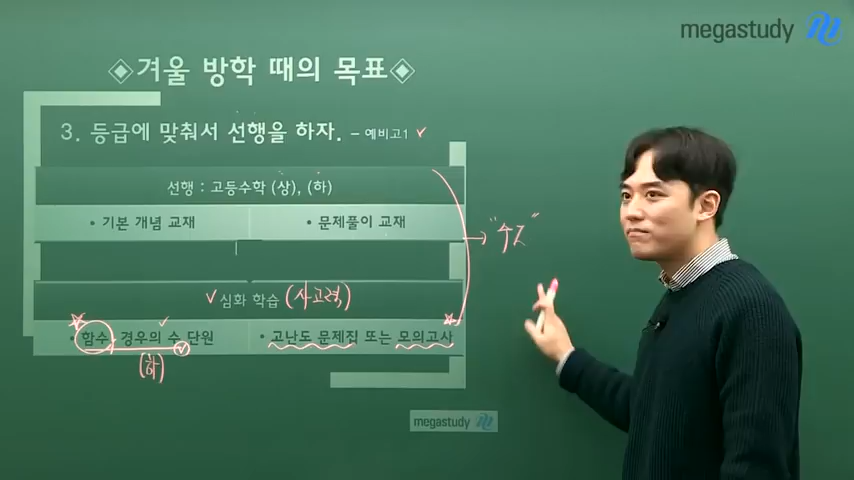 megastudy
◈겨울 방학 때의 목표◈
3. 등급에 맞춰서 선행을 하자. – 예비고1
선행 : 고등수학 (상), (하)
• 기본 개념 교재 • 문제풀이 교재
심화 학습 (사고력)
• 함수, 경우의 수 단원 • 고난도 문제집 또는 모의고사
(하)
megastudy